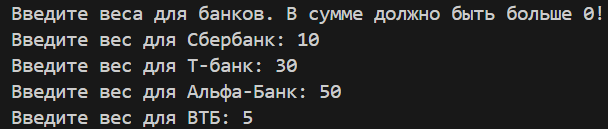 Введите веса для банков. В сумме должно быть больше 0!
Введите вес для Сбербанк: 10
Введите вес для Т-банк: 30
Введите вес для Альфа-Банк: 50
Введите вес для ВТБ: 5